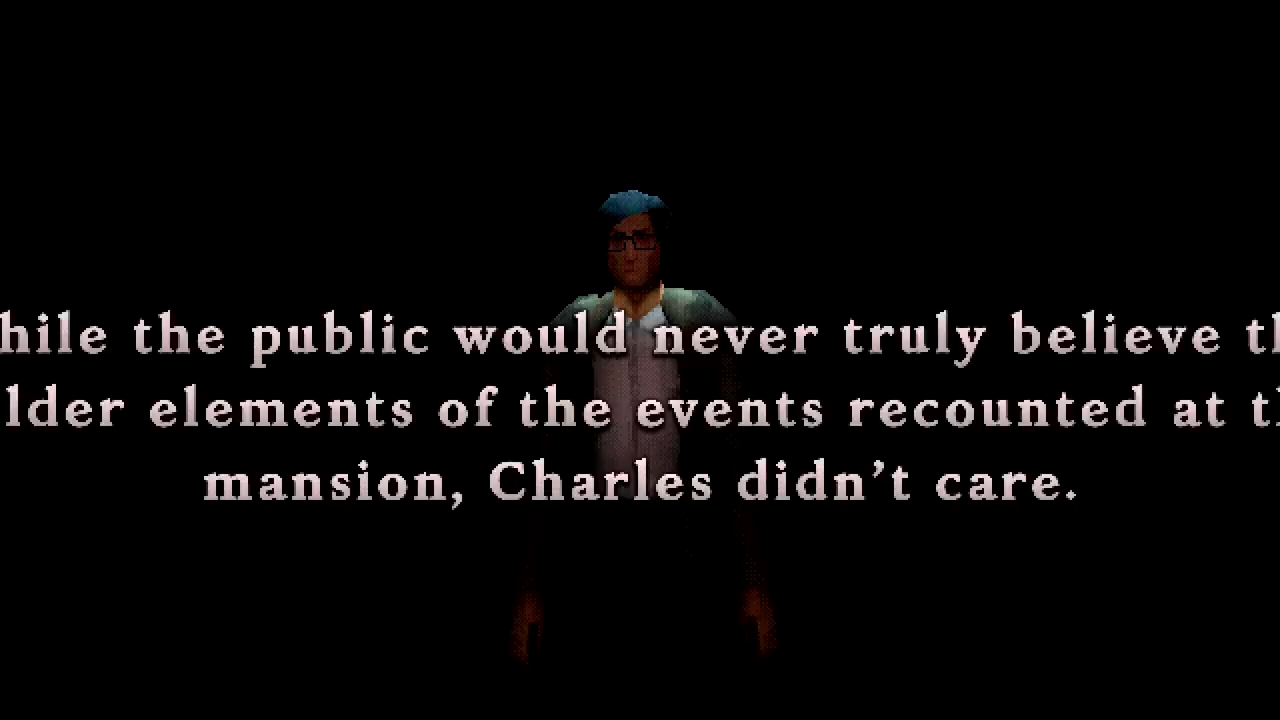 hile the public would never truly believe th
lder elements of the events recounted at th
mansion, Charles didn't care.